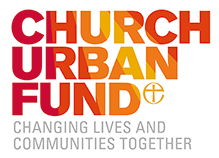 CHURCH
URBAN
FUND
CHANGING LIVES AND
COMMUNITIES TOGETHER